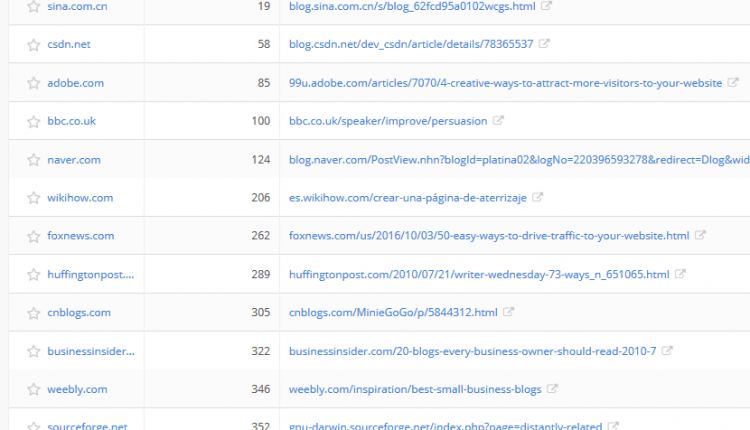 sina.com.cn 19 blog.sina.com.cn/s/blog_62fcd95a0102wcgs.html
csdn.net 58 blog.csdn.net/dev_csdn/article/details/78365537
adobe.com 85 99u.adobe.com/articles/7070/4-creative-ways-to-attract-more-visitors-to-your-website
bbc.co.uk 100 bbc.co.uk/speaker/improve/persuasion
naver.com 124 blog.naver.com/PostView.nhn?blogId=platina02&logNo=220396593278&redirect=Dlog&wid
wikihow.com 206 es.wikihow.com/crear-una-página-de-aterrizaje
foxnews.com 262 foxnews.com/us/2016/10/03/50-easy-ways-to-drive-traffic-to-your-website.html
huffingtonpost.... 289 huffingtonpost.com/2010/07/21/writer-wednesday-73-ways_n_651065.html
cnblogs.com 305 cnblogs.com/MinieGoGo/p/5844312.html
businessinsider... 322 businessinsider.com/20-blogs-every-business-owner-should-read-2010-7
weebly.com 346 weebly.com/inspiration/best-small-business-blogs
sourceforge.net 352 gnu-darwin.sourceforge.net/index.php?page=distantly-related